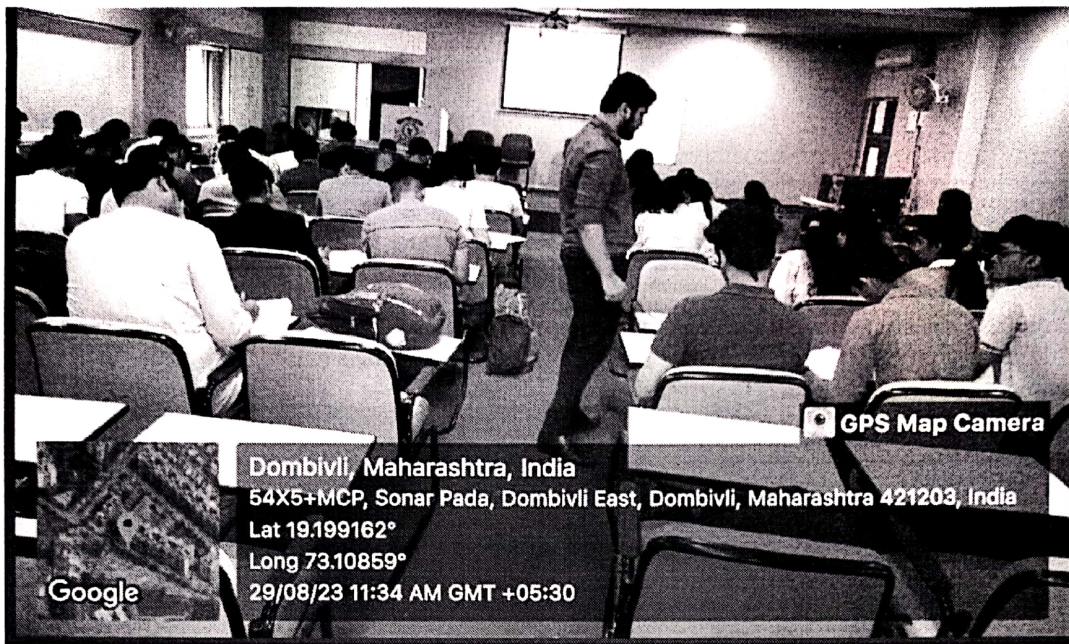 GPS Map Camera
Dombivli, Maharashtra, India
54X5+MCP, Sonar Pada, Dombivli East, Dombivli, Maharashtra 421203, India
Lat 19.199162°
Long 73.10859°
29/08/23 11:34 AM GMT +05:30
Google